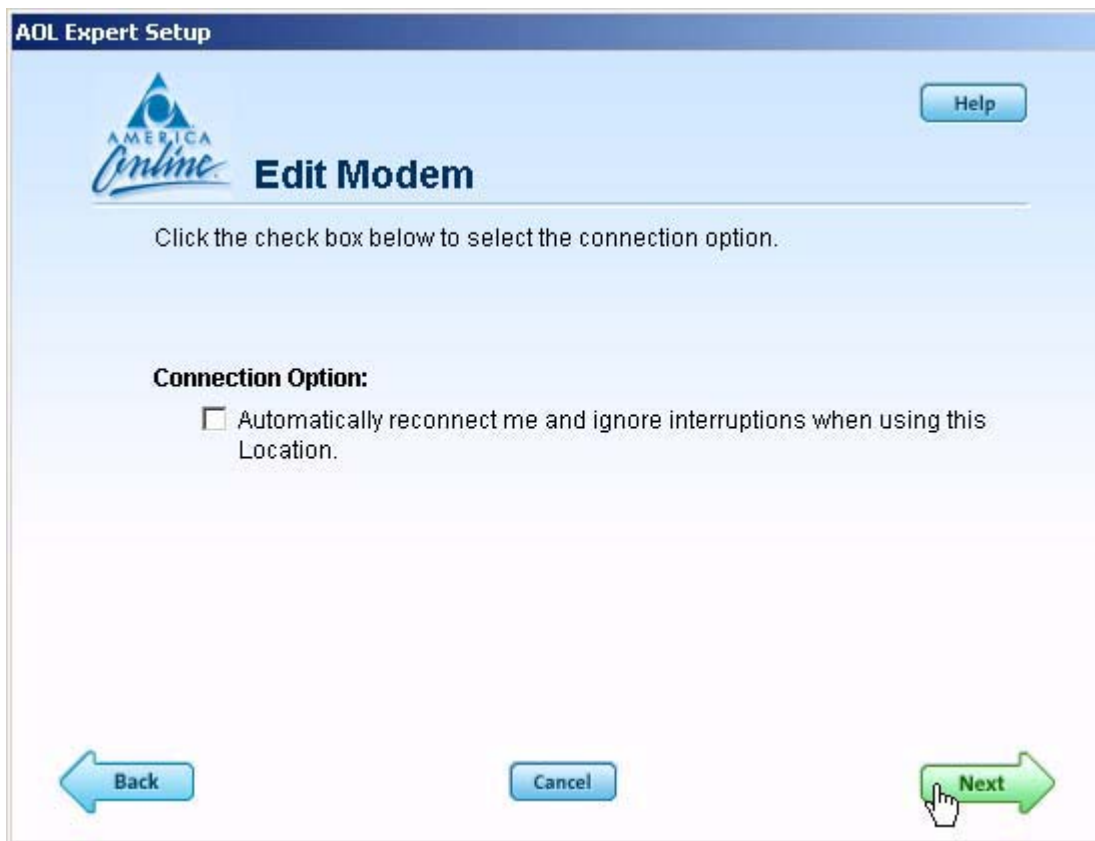 AOL Expert Setup
Help
AMERICA
Online.
Edit Modem
Click the check box below to select the connection option.
Connection Option:
Automatically reconnect me and ignore interruptions when using this
Location.
Back
Cancel
Next